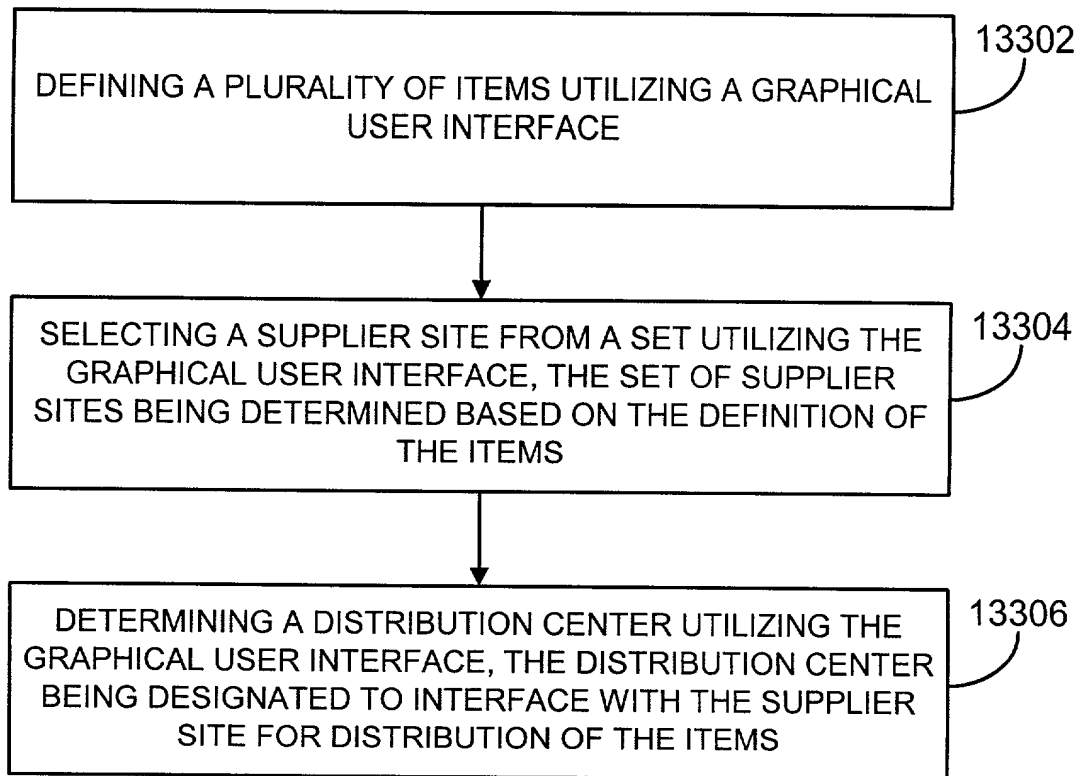 13302
DEFINING A PLURALITY OF ITEMS UTILIZING A GRAPHICAL
USER INTERFACE
13304
SELECTING A SUPPLIER SITE FROM A SET UTILIZING THE
GRAPHICAL USER INTERFACE, THE SET OF SUPPLIER
SITES BEING DETERMINED BASED ON THE DEFINITION OF
THE ITEMS
13306
DETERMINING A DISTRIBUTION CENTER UTILIZING THE
GRAPHICAL USER INTERFACE, THE DISTRIBUTION CENTER
BEING DESIGNATED TO INTERFACE WITH THE SUPPLIER
SITE FOR DISTRIBUTION OF THE ITEMS